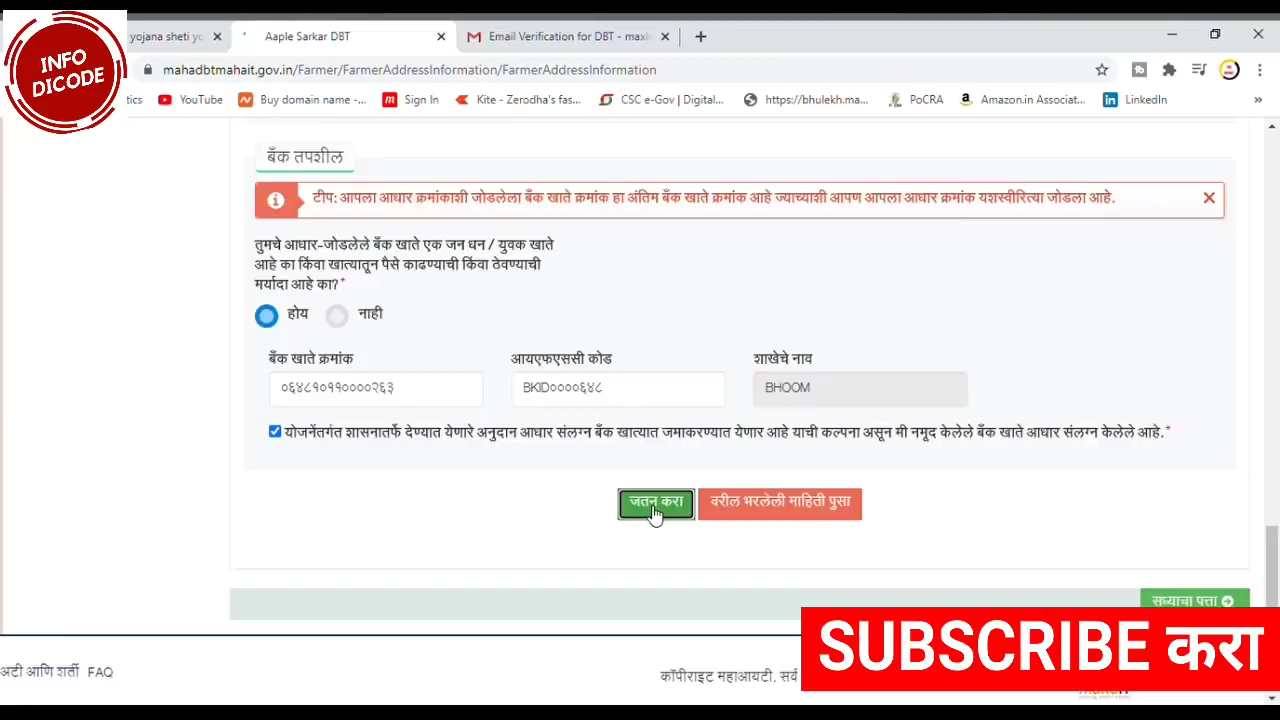 INFO
DICODE
yojana sheti yo
Aaple Sarkar DBT
Email Verification for DBT - maxl
mahadbtmahait.gov.in/Farmer/FarmerAddressInformation/FarmerAddressInformation
tics
YouTube
Buy domain name -...
Sign In
Kite - Zerodha's fas...
CSC e-Gov | Digital...
https://bhulekh.ma...
PoCRA
Amazon.in Associat...
LinkedIn
»
बँक तपशील
टीप: आपला आधार क्रमांकाशी जोडलेला बँक खाते क्रमांक हा अंतिम बँक खाते क्रमांक आहे ज्याच्याशी आपण आपला आधार क्रमांक यशस्वीरित्या जोडला आहे.
तुमचे आधार-जोडलेले बँक खाते एक जन धन / युवक खाते
आहे का किंवा खात्यातून पैसे काढण्याची किंवा ठेवण्याची
मर्यादा आहे का?*
होय नाही
बँक खाते क्रमांक आयएफएससी कोड शाखेचे नाव
०६४८१०११००००२६३ BKID००००६४८ BHOOM
योजनेंतर्गत शासनातर्फे देण्यात येणारे अनुदान आधार संलग्न बँक खात्यात जमाकरण्यात येणार आहे याची कल्पना असून मी नमूद केलेले बँक खाते आधार संलग्न केलेले आहे.*
जतन करा वरील भरलेली माहिती पुसा
सध्याचा पत्ता
SUBSCRIBE करा
अटी आणि शर्ती FAQ
कॉपीराइट महाआयटी. सर्व